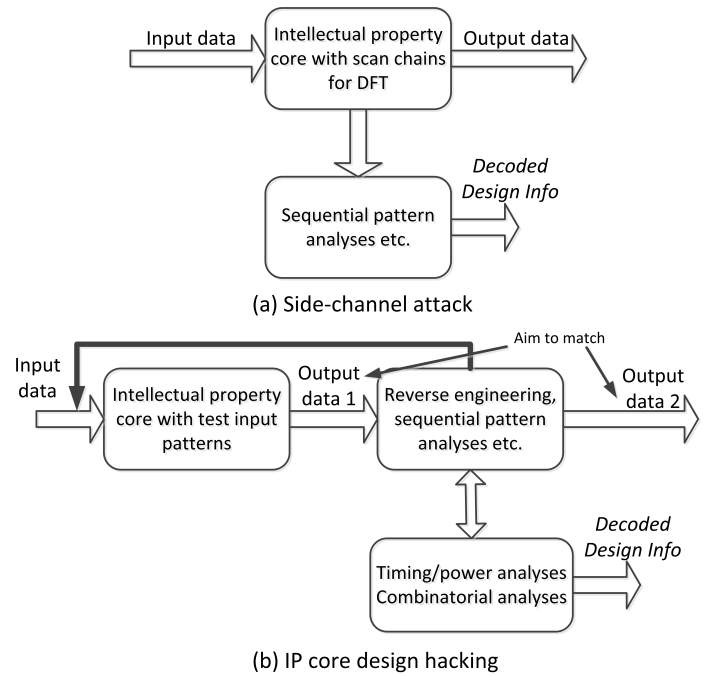 Input data
Intellectual property
core with scan chains
for DFT
Output data
Sequential pattern
analyses etc.
Decoded
Design Info
(a) Side-channel attack
Input
data
Intellectual property
core with test input
patterns
Output
data 1
Aim to match
Reverse engineering,
sequential pattern
analyses etc.
Output
data 2
Timing/power analyses
Combinatorial analyses
Decoded
Design Info
(b) IP core design hacking